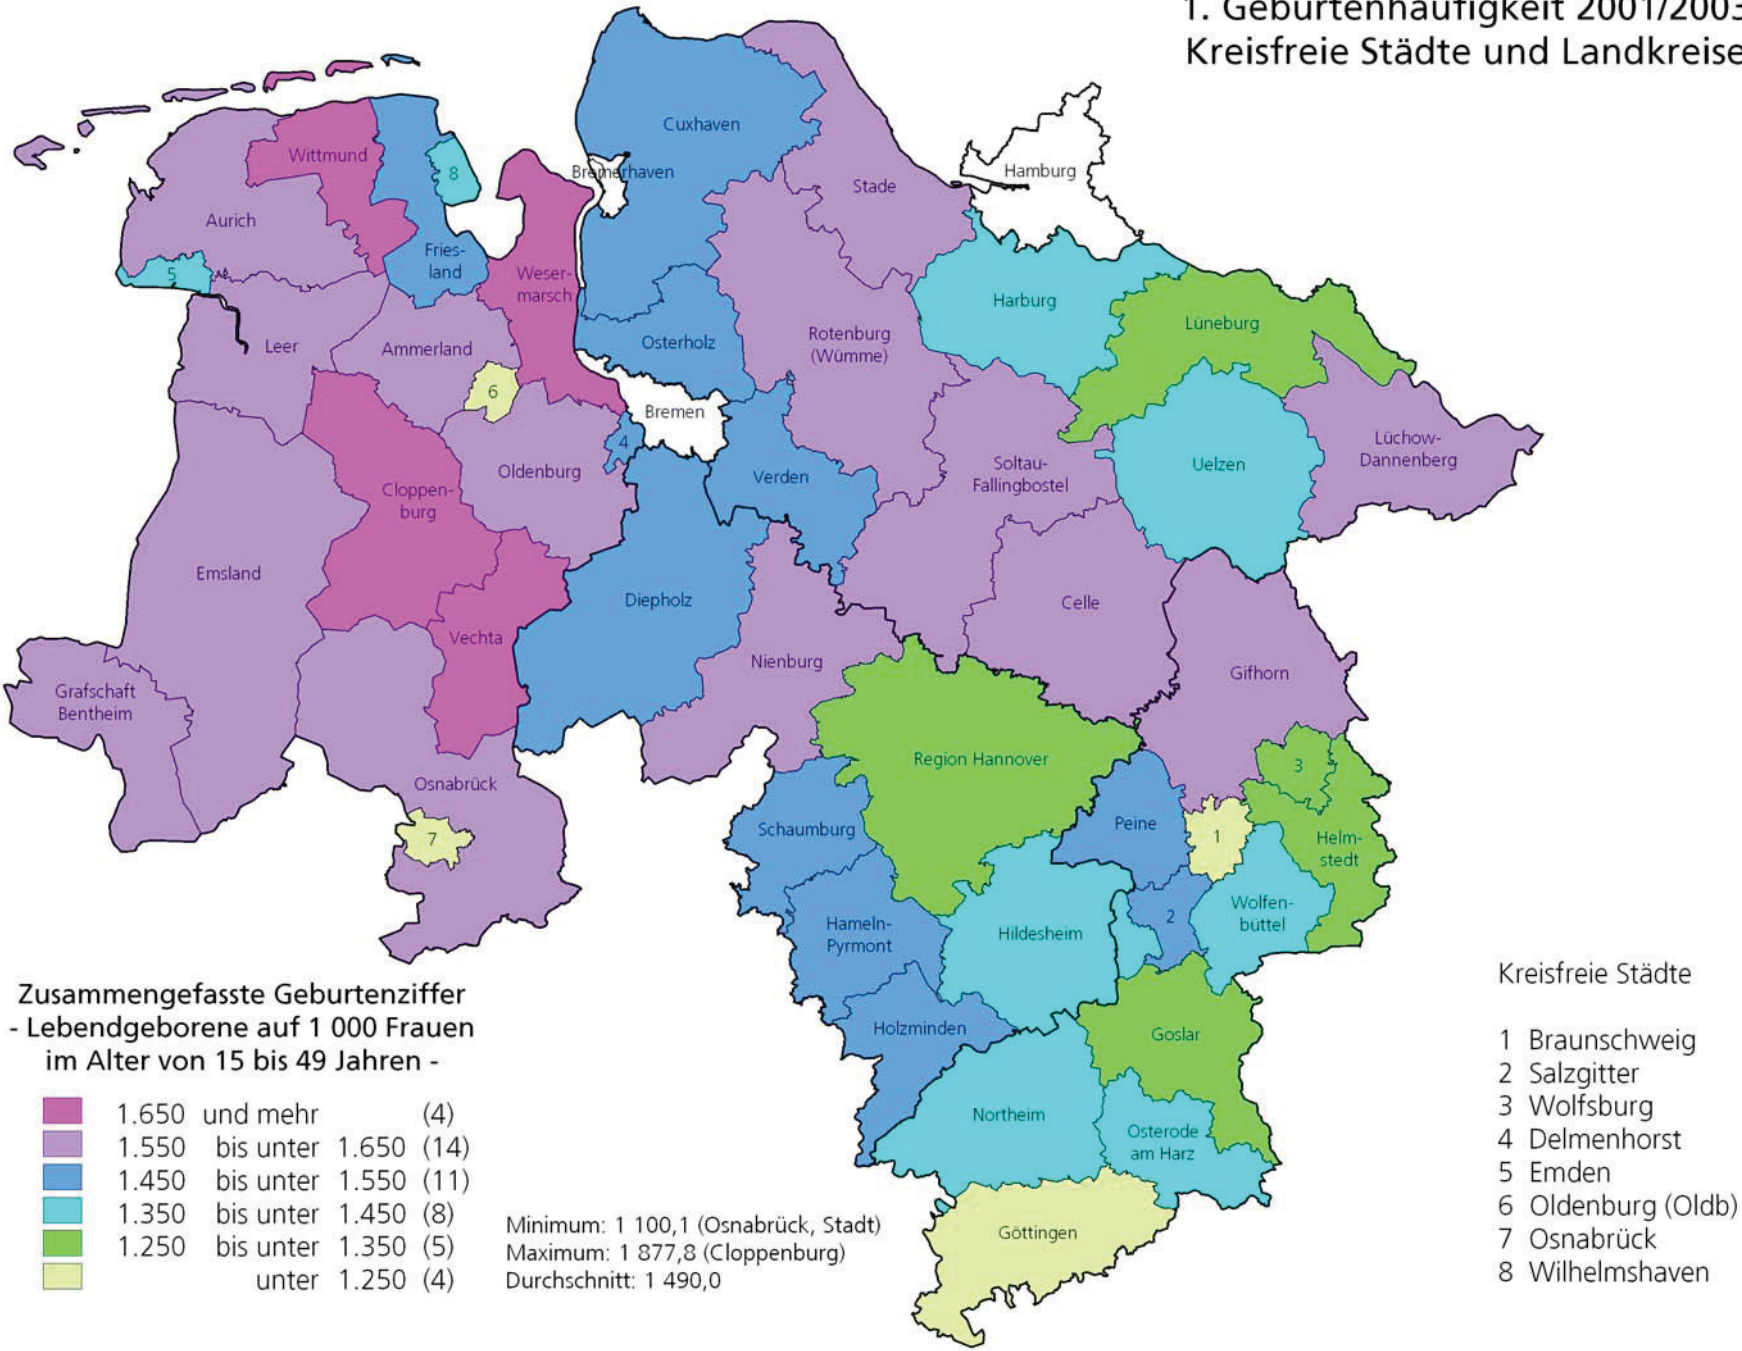 1. Geburtenhäufigkeit 2001/2003
Kreisfreie Städte und Landkreise
Cuxhaven
Wittmund
8
Bremerhaven
Hamburg
Stade
Aurich
Fries-
land
5
Weser-
marsch
Harburg
Lüneburg
Leer
Ammerland
Osterholz
Rotenburg
(Wümme)
6
Bremen
4
Lüchow-
Dannenberg
Oldenburg
Verden
Soltau-
Fallingbostel
Uelzen
Cloppen-
burg
Emsland
Diepholz
Celle
Vechta
Nienburg
Gifhorn
Grafschaft
Bentheim
Region Hannover
3
Osnabrück
7
Schaumburg
Peine
1
Helm-
stedt
Hameln-
Pyrmont
Hildesheim
2
Wolfen-
büttel
Holzminden
Goslar
Northeim
Osterode
am Harz
Göttingen
Zusammengefasste Geburtenziffer
- Lebendgeborene auf 1 000 Frauen
im Alter von 15 bis 49 Jahren -
1.650 und mehr (4)
1.550 bis unter 1.650 (14)
1.450 bis unter 1.550 (11)
1.350 bis unter 1.450 (8)
1.250 bis unter 1.350 (5)
unter 1.250 (4)
Minimum: 1 100,1 (Osnabrück, Stadt)
Maximum: 1 877,8 (Cloppenburg)
Durchschnitt: 1 490,0
Kreisfreie Städte
1 Braunschweig
2 Salzgitter
3 Wolfsburg
4 Delmenhorst
5 Emden
6 Oldenburg (Oldb)
7 Osnabrück
8 Wilhelmshaven